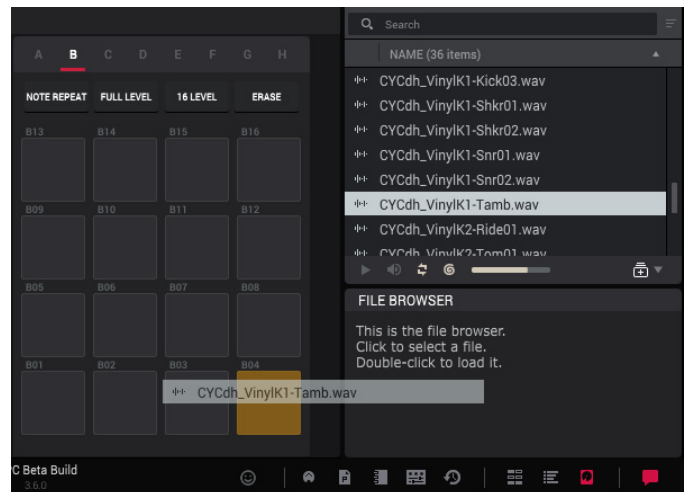 Search
A B C D E F G H
NAME (36 items)
NOTE REPEAT FULL LEVEL 16 LEVEL ERASE
B13 B14 B15 B16
B09 B10 B11 B12
B05 B06 B07 B08
B01 B02 B03 B04
CYCdh_VinylK1-Tamb.wav
CYCdh_VinylK1-Kick03.wav
CYCdh_VinylK1-Shkr01.wav
CYCdh_VinylK1-Shkr02.wav
CYCdh_VinylK1-Snr01.wav
CYCdh_VinylK1-Snr02.wav
CYCdh_VinylK1-Tamb.wav
CYCdh_VinylK2-Ride01.wav
CYCdh_VinylK2-Tom01.wav
FILE BROWSER
This is the file browser.
Click to select a file.
Double-click to load it.
C Beta Build
3.6.0